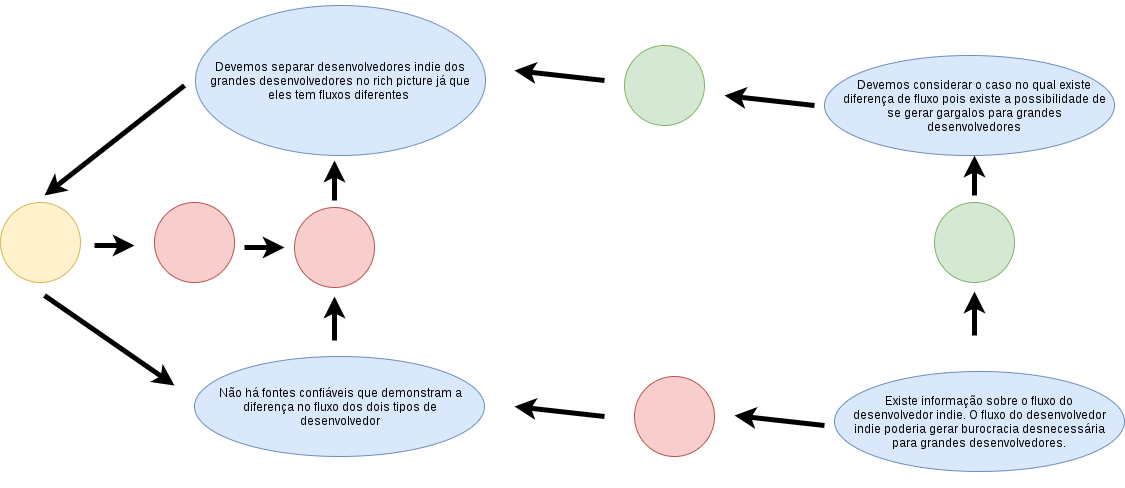 Devemos separar desenvolvedores indie dos
grandes desenvolvedores no rich picture já que
eles tem fluxos diferentes
Devemos considerar o caso no qual existe
diferença de fluxo pois existe a possibilidade de
se gerar gargalos para grandes
desenvolvedores
Não há fontes confiáveis que demonstram a
diferença no fluxo dos dois tipos de
desenvolvedor
Existe informação sobre o fluxo do
desenvolvedor indie. O fluxo do desenvolvedor
indie poderia gerar burocracia desnecessária
para grandes desenvolvedores.